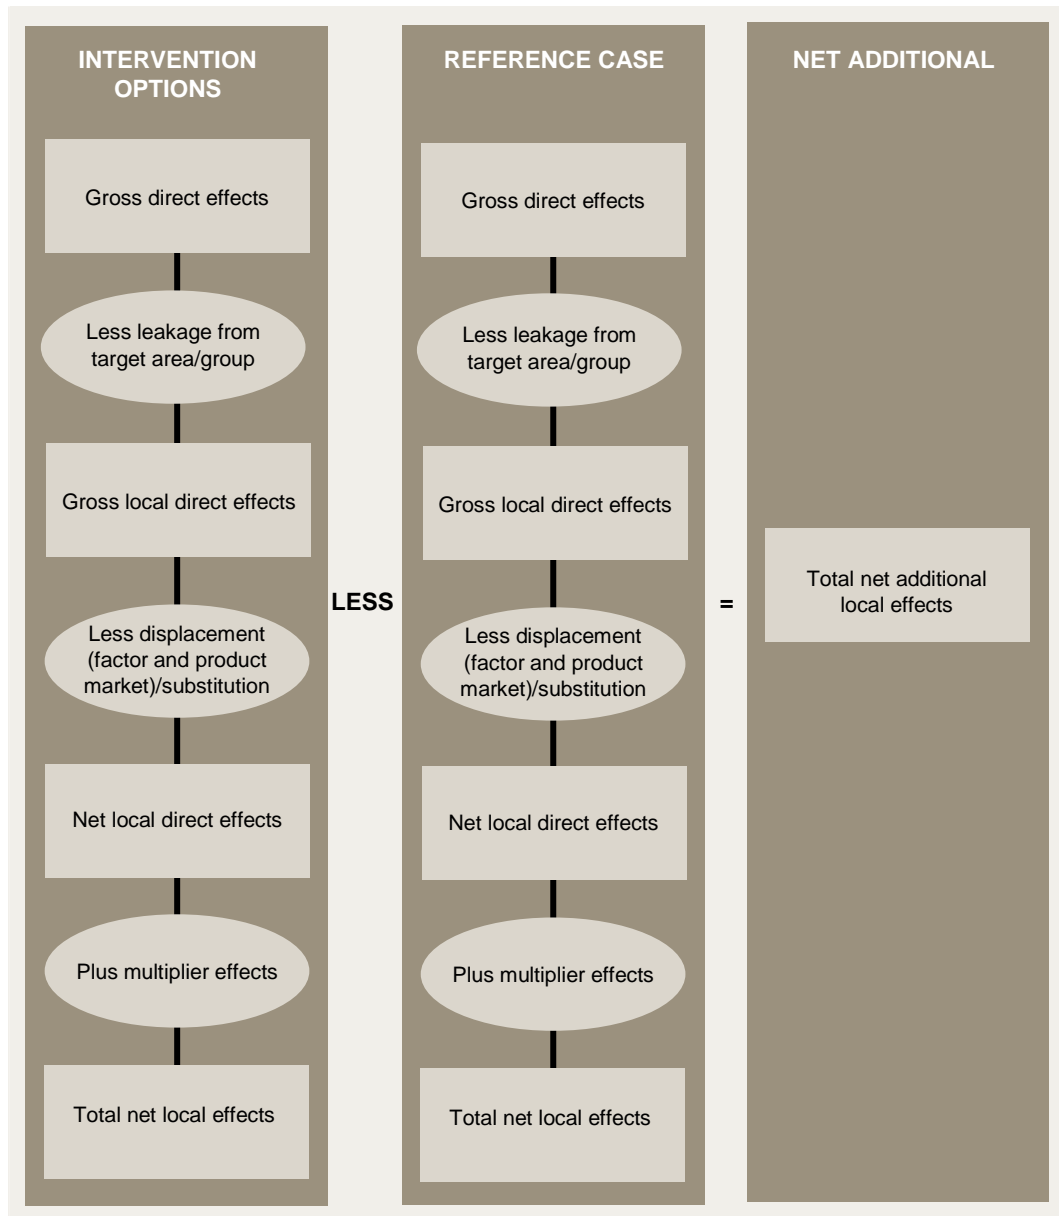 INTERVENTION
OPTIONS
Gross direct effects
Less leakage from
target area/group
Gross local direct effects
Less displacement
(factor and product
market)/substitution
Net local direct effects
Plus multiplier effects
Total net local effects
LESS
REFERENCE CASE
Gross direct effects
Less leakage from
target area/group
Gross local direct effects
Less displacement
(factor and product
market)/substitution
Net local direct effects
Plus multiplier effects
Total net local effects
=
NET ADDITIONAL
Total net additional
local effects